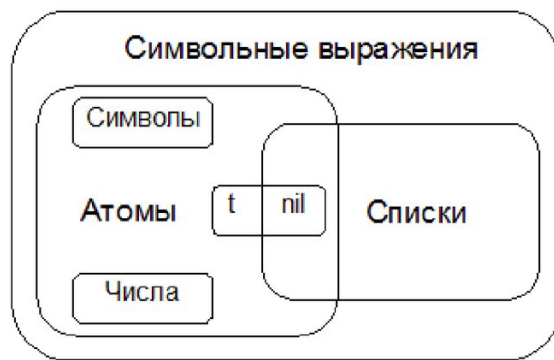 Символьные выражения
Символы
Атомы
t
nil
Списки
Числа